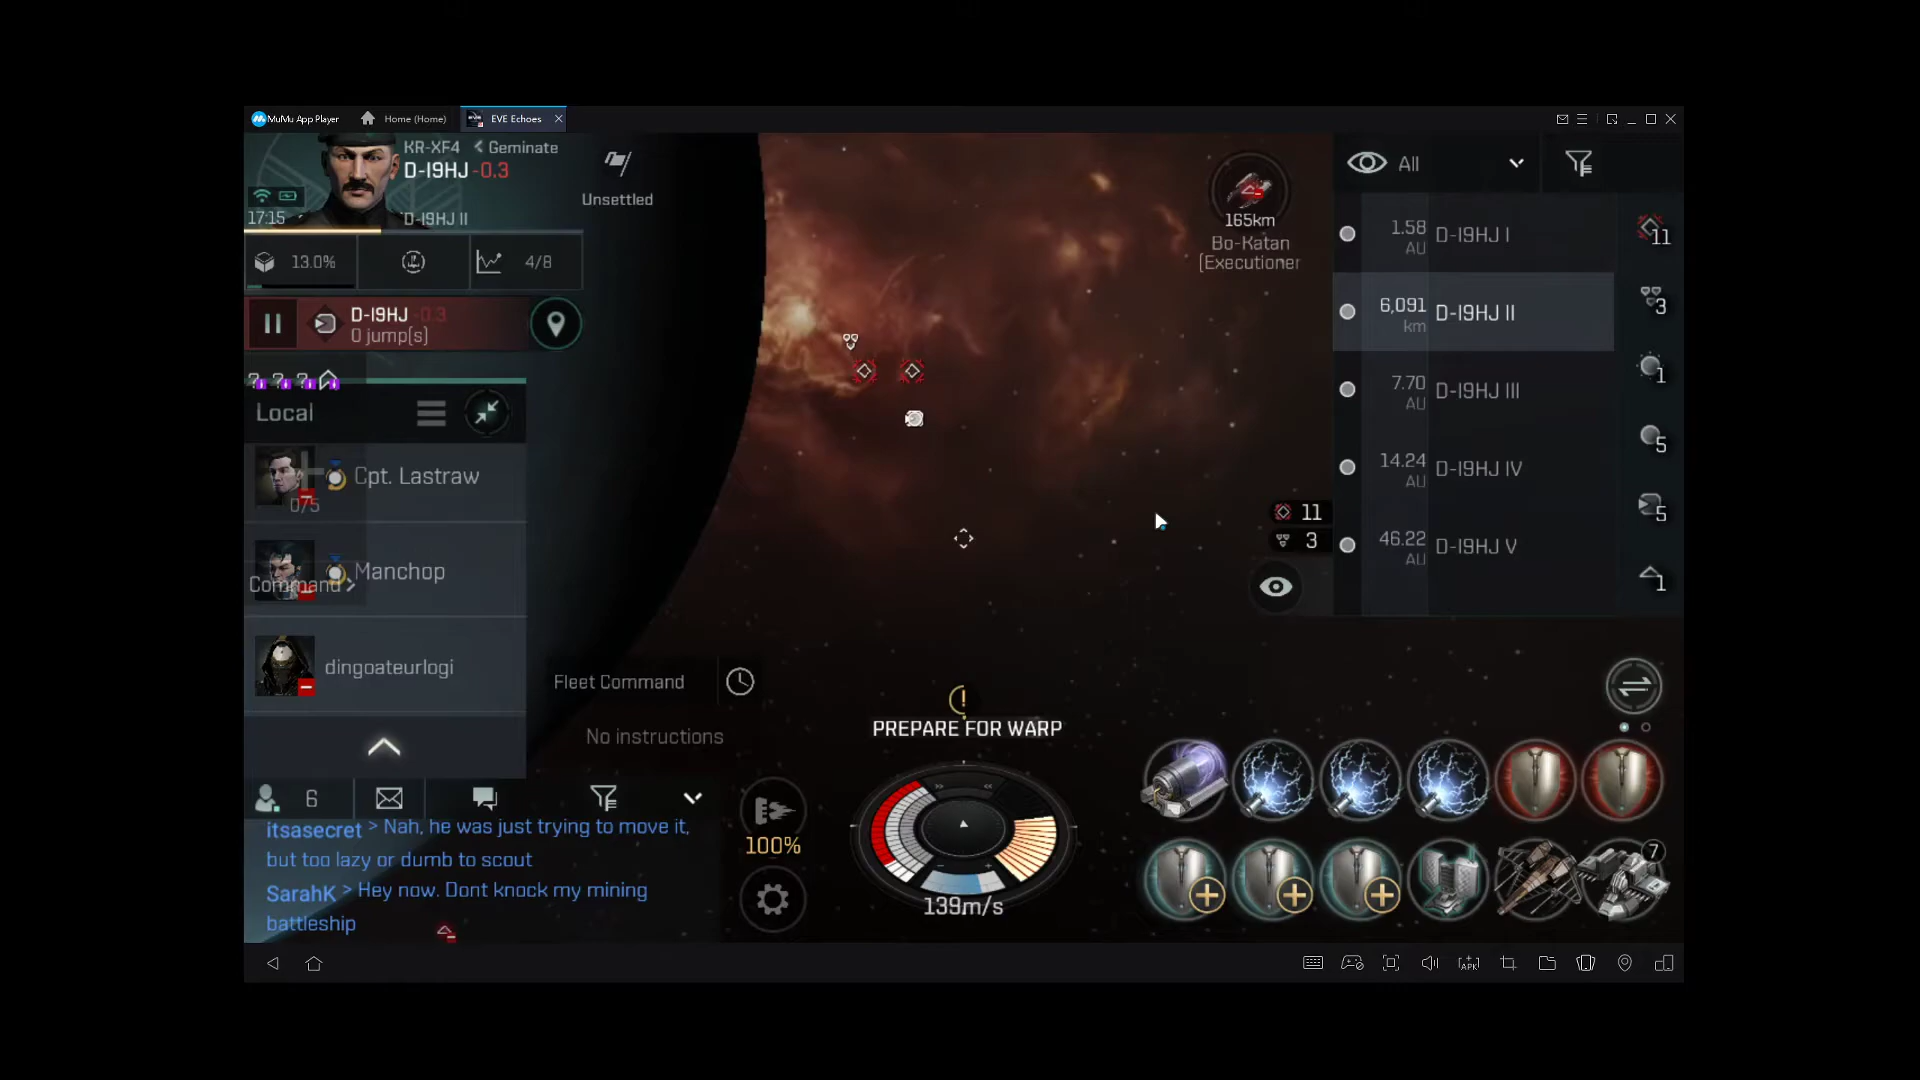 MuMu App Player
Home (Home)
EVE Echoes
KR-XF4 < Geminate
D-I9HJ -0.3
17:15
D-I9HJ II
Unsettled
13.0%
4/8
D-I9HJ -0.3
0 jump(s)
Local
Cpt. Lastraw
0/5
Manchop
Command >
dingoateurlogi
6
itsasecret > Nah, he was just trying to move it,
but too lazy or dumb to scout
SarahK > Hey now. Dont knock my mining
battleship
Fleet Command
No instructions
PREPARE FOR WARP
100%
139m/s
165km
Bo-Katan
[Executioner
11
3
All
1.58
AU
D-I9HJ I
6,091
km
D-I9HJ II
7.70
AU
D-I9HJ III
14.24
AU
D-I9HJ IV
46.22
AU
D-I9HJ V
11
3
1
5
5
1
7
APK